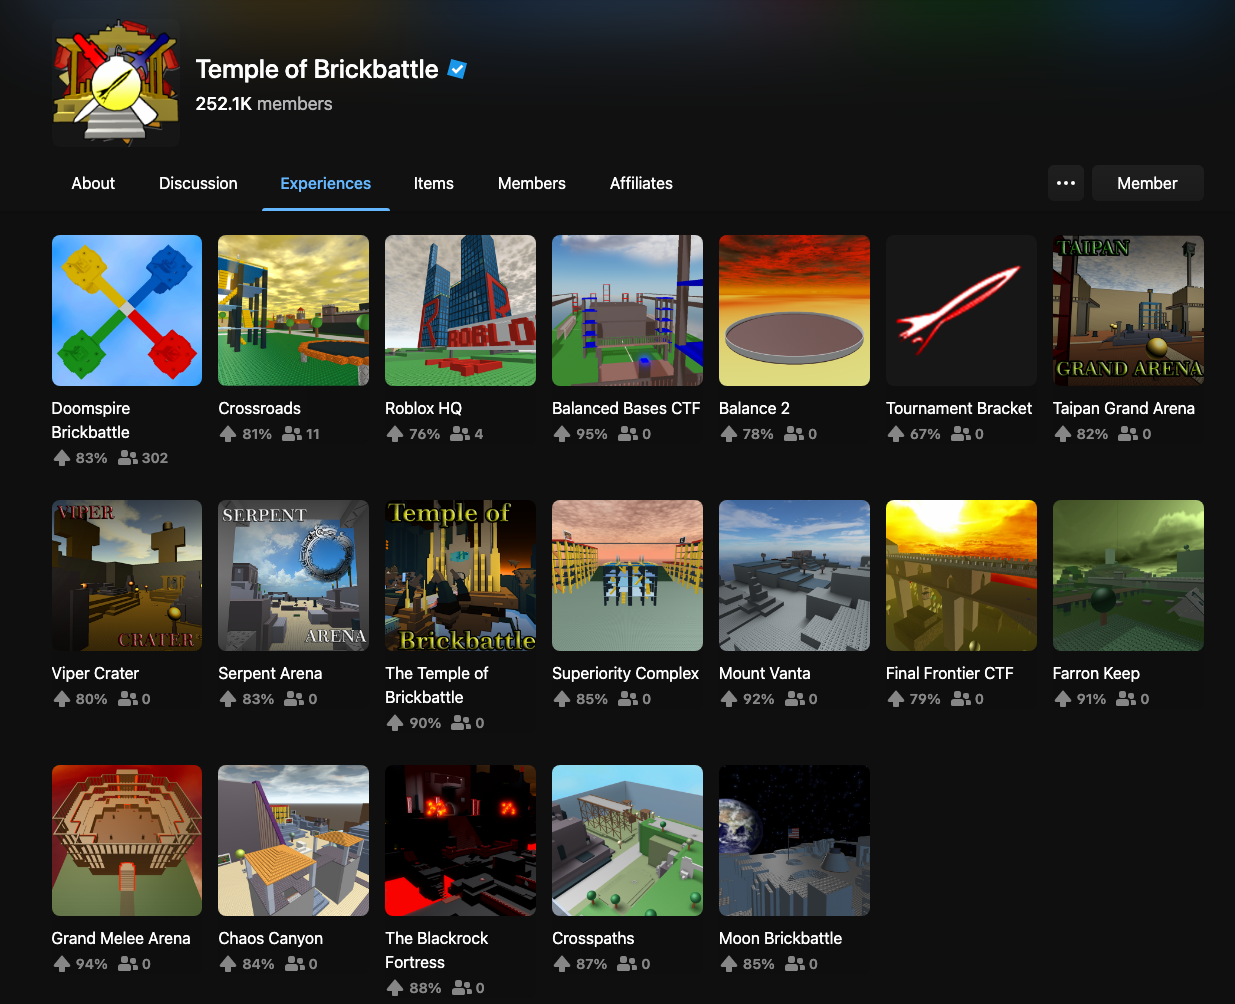 Temple of Brickbattle
252.1K members
About Discussion Experiences Items Members Affiliates
Member
ROBLO
TAIPAN
GRAND ARENA
Doomspire
Brickbattle
83% 302
Crossroads
81% 11
Roblox HQ
76% 4
Balanced Bases CTF
95% 0
Balance 2
78% 0
Tournament Bracket
67% 0
Taipan Grand Arena
82% 0
VIPER
CRATER
SERPENT
ARENA
Temple of
Brickbattle
Viper Crater
80% 0
Serpent Arena
83% 0
The Temple of
Brickbattle
90% 0
Superiority Complex
85% 0
Mount Vanta
92% 0
Final Frontier CTF
79% 0
Farron Keep
91% 0
Grand Melee Arena
94% 0
Chaos Canyon
84% 0
The Blackrock
Fortress
88% 0
Crosspaths
87% 0
Moon Brickbattle
85% 0